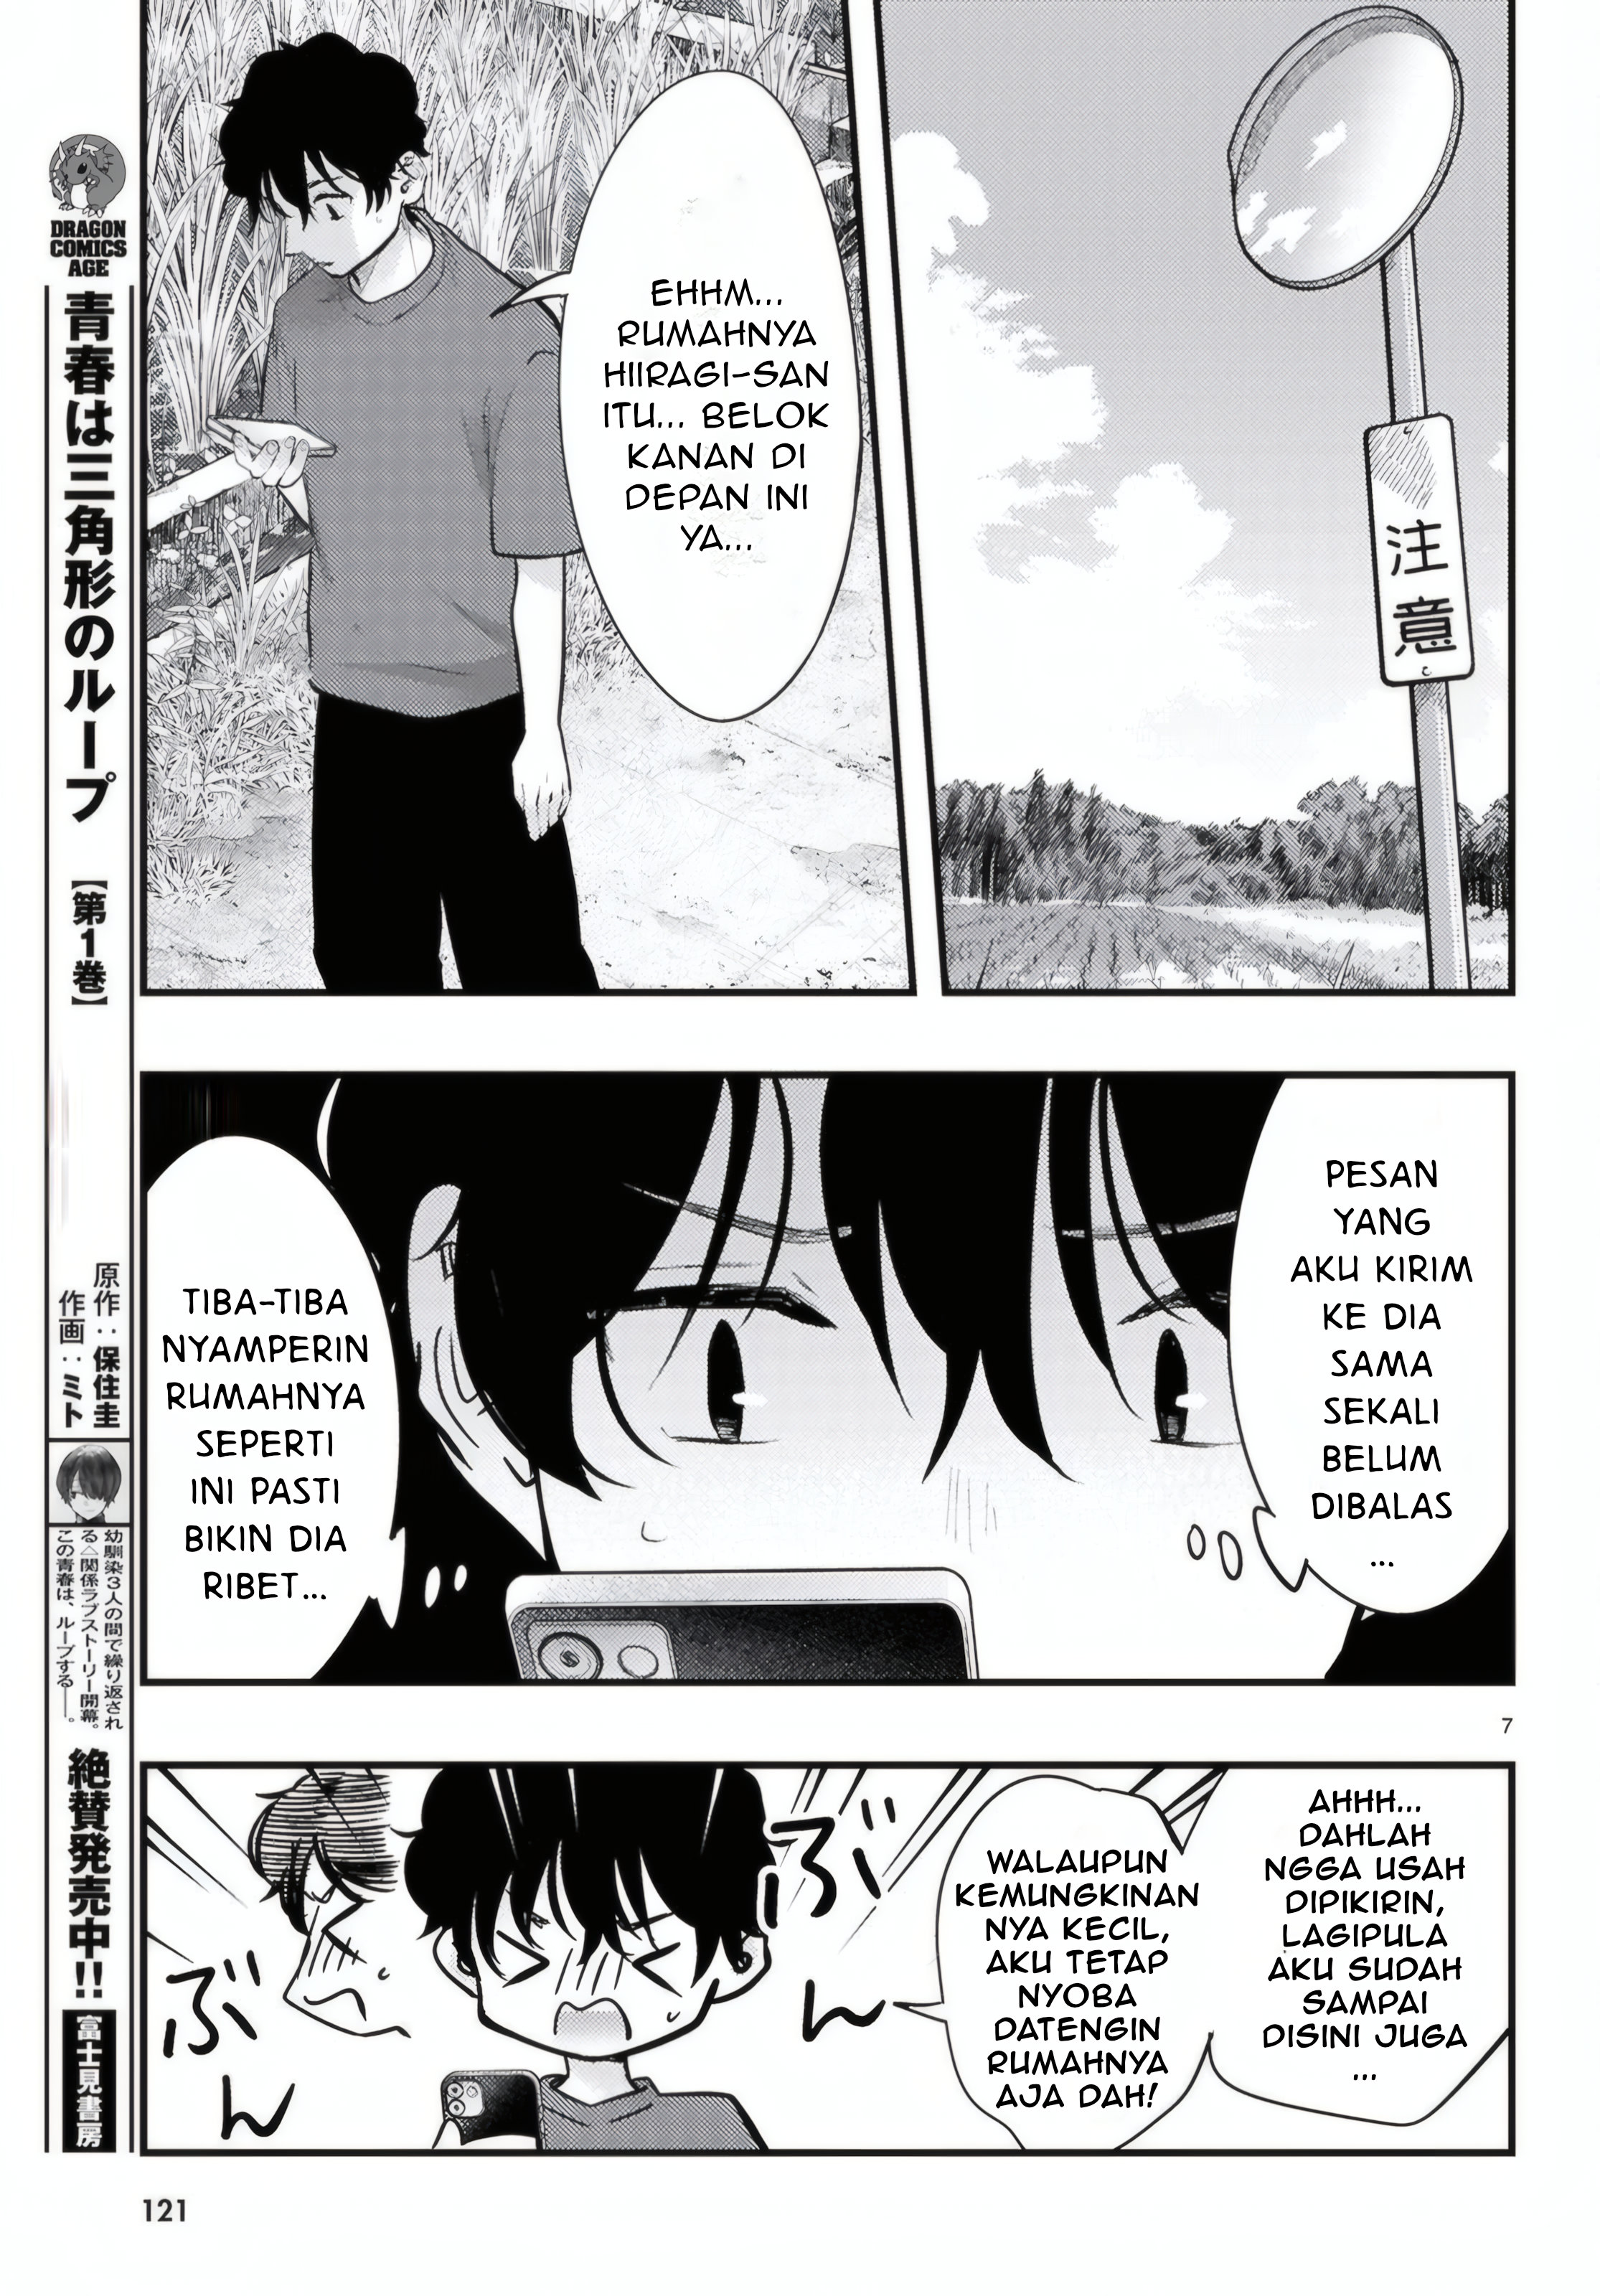 注
意
EHHM...
RUMAHNYA
HIIRAGI-SAN
ITU... BELOK
KANAN DI
DEPAN INI
YA...
PESAN
YANG
AKU KIRIM
KE DIA
SAMA
SEKALI
BELUM
DIBALAS
...
TIBA-TIBA
NYAMPERIN
RUMAHNYA
SEPERTI
INI PASTI
BIKIN DIA
RIBET...
7
AHHH...
DAHLAH
NGGA USAH
DIPIKIRIN,
LAGIPULA
AKU SUDAH
SAMPAI
DISINI JUGA
...
WALAUPUN
KEMUNGKINAN
NYA KECIL,
AKU TETAP
NYOBA
DATENGIN
RUMAHNYA
AJA DAH!
ぶん
ぶん
DRAGON
COMICS
AGE
青春は三角形のループ 【第1巻】
原作：保住圭
作画：ミト
幼馴染3人の間で繰り返され
る△関係ラブストーリー開幕。
この青春は、ループする──。
絶賛発売中!!
富士見書房
121